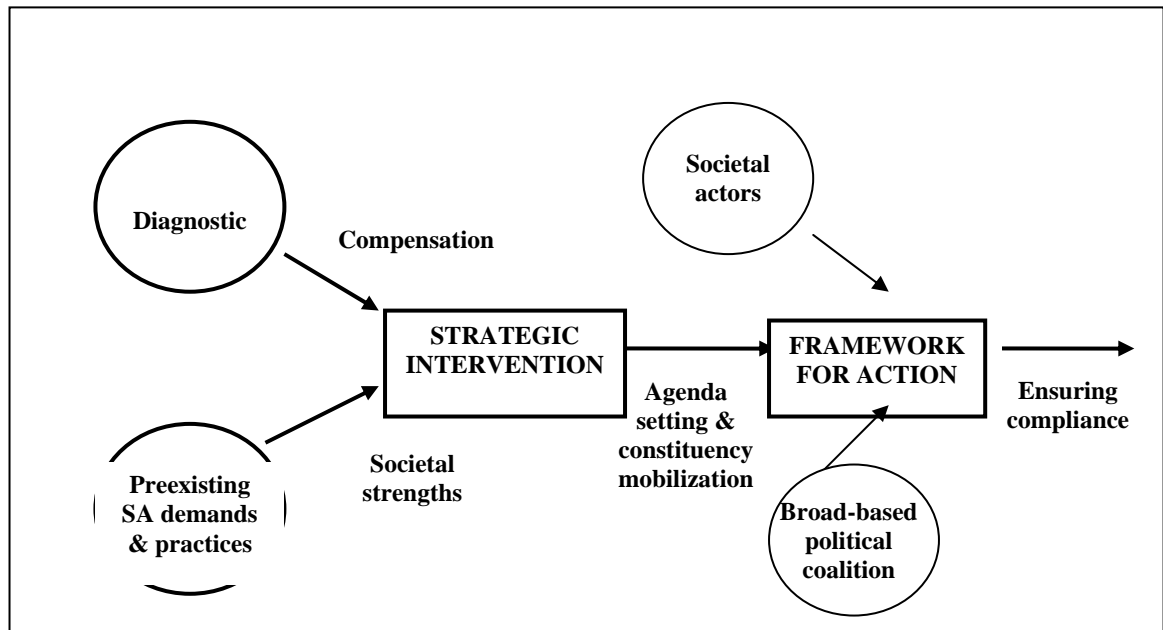 Diagnostic
Compensation
Preexisting
SA demands
& practices
Societal
strengths
STRATEGIC
INTERVENTION
Agenda
setting &
constituency
mobilization
Societal
actors
FRAMEWORK
FOR ACTION
Broad-based
political
coalition
Ensuring
compliance